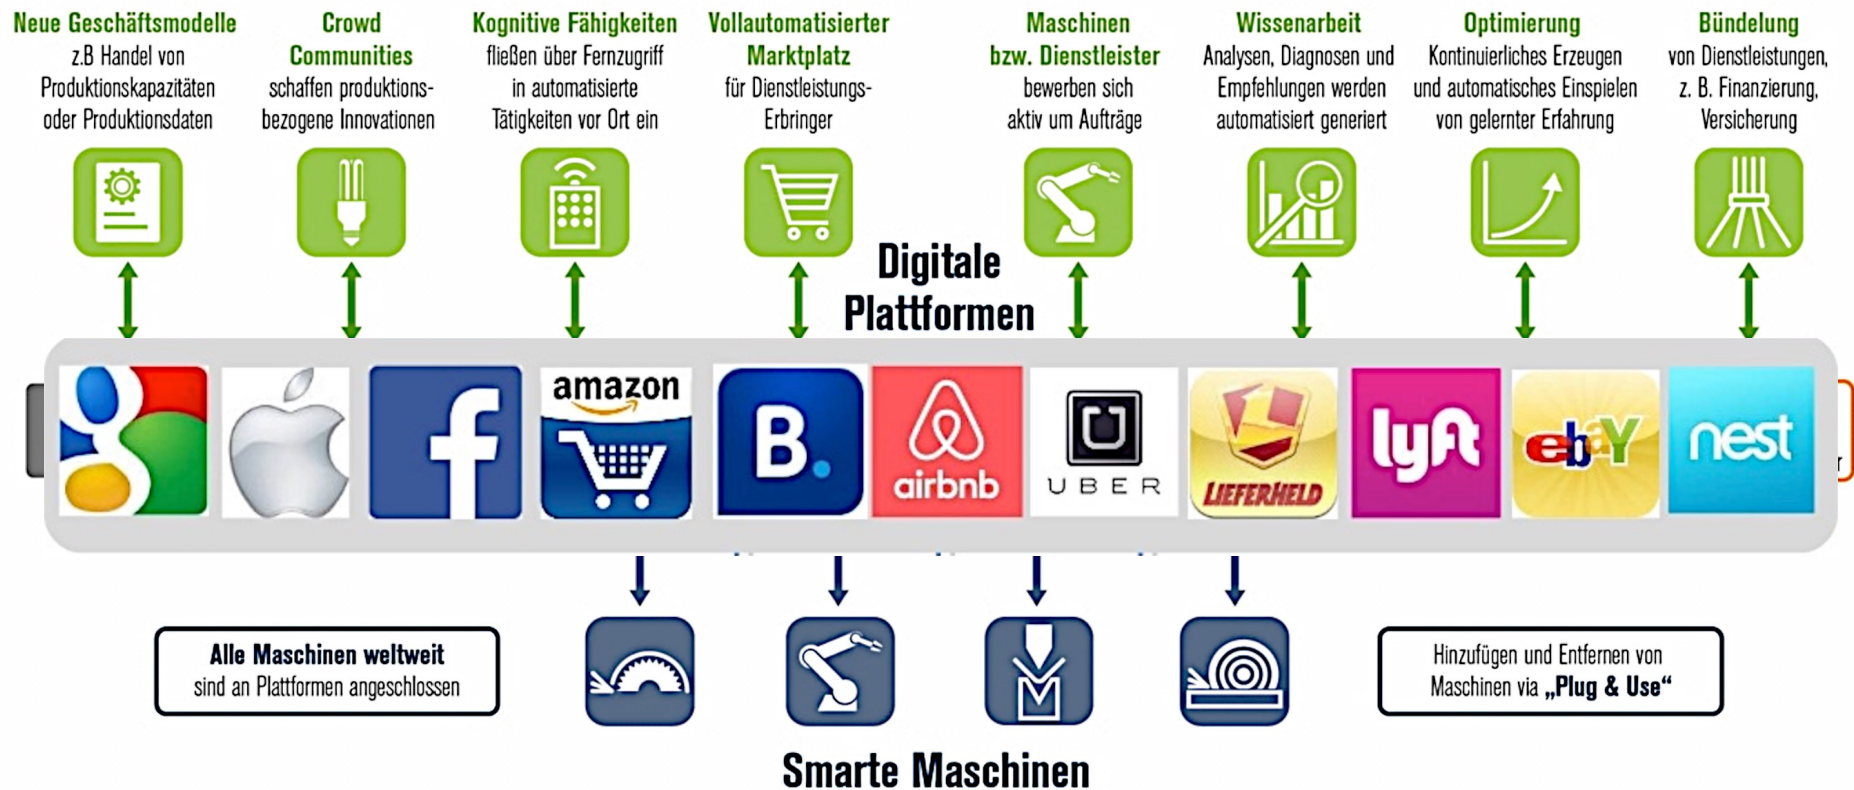 Neue Geschäftsmodelle
z.B Handel von
Produktionskapazitäten
oder Produktionsdaten
Crowd
Communities
schaffen produktions-
bezogene Innovationen
Kognitive Fähigkeiten
fließen über Fernzugriff
in automatisierte
Tätigkeiten vor Ort ein
Vollautomatisierter
Marktplatz
für Dienstleistungs-
Erbringer
Maschinen
bzw. Dienstleister
bewerben sich
aktiv um Aufträge
Wissenarbeit
Analysen, Diagnosen und
Empfehlungen werden
automatisiert generiert
Optimierung
Kontinuierliches Erzeugen
und automatisches Einspielen
von gelernter Erfahrung
Bündelung
von Dienstleistungen,
z. B. Finanzierung,
Versicherung
Digitale
Plattformen
f
amazon
B.
airbnb
UBER
LIEFERHELD
lyft
ebaY
nest
r
Alle Maschinen weltweit
sind an Plattformen angeschlossen
Hinzufügen und Entfernen von
Maschinen via „Plug & Use“
Smarte Maschinen